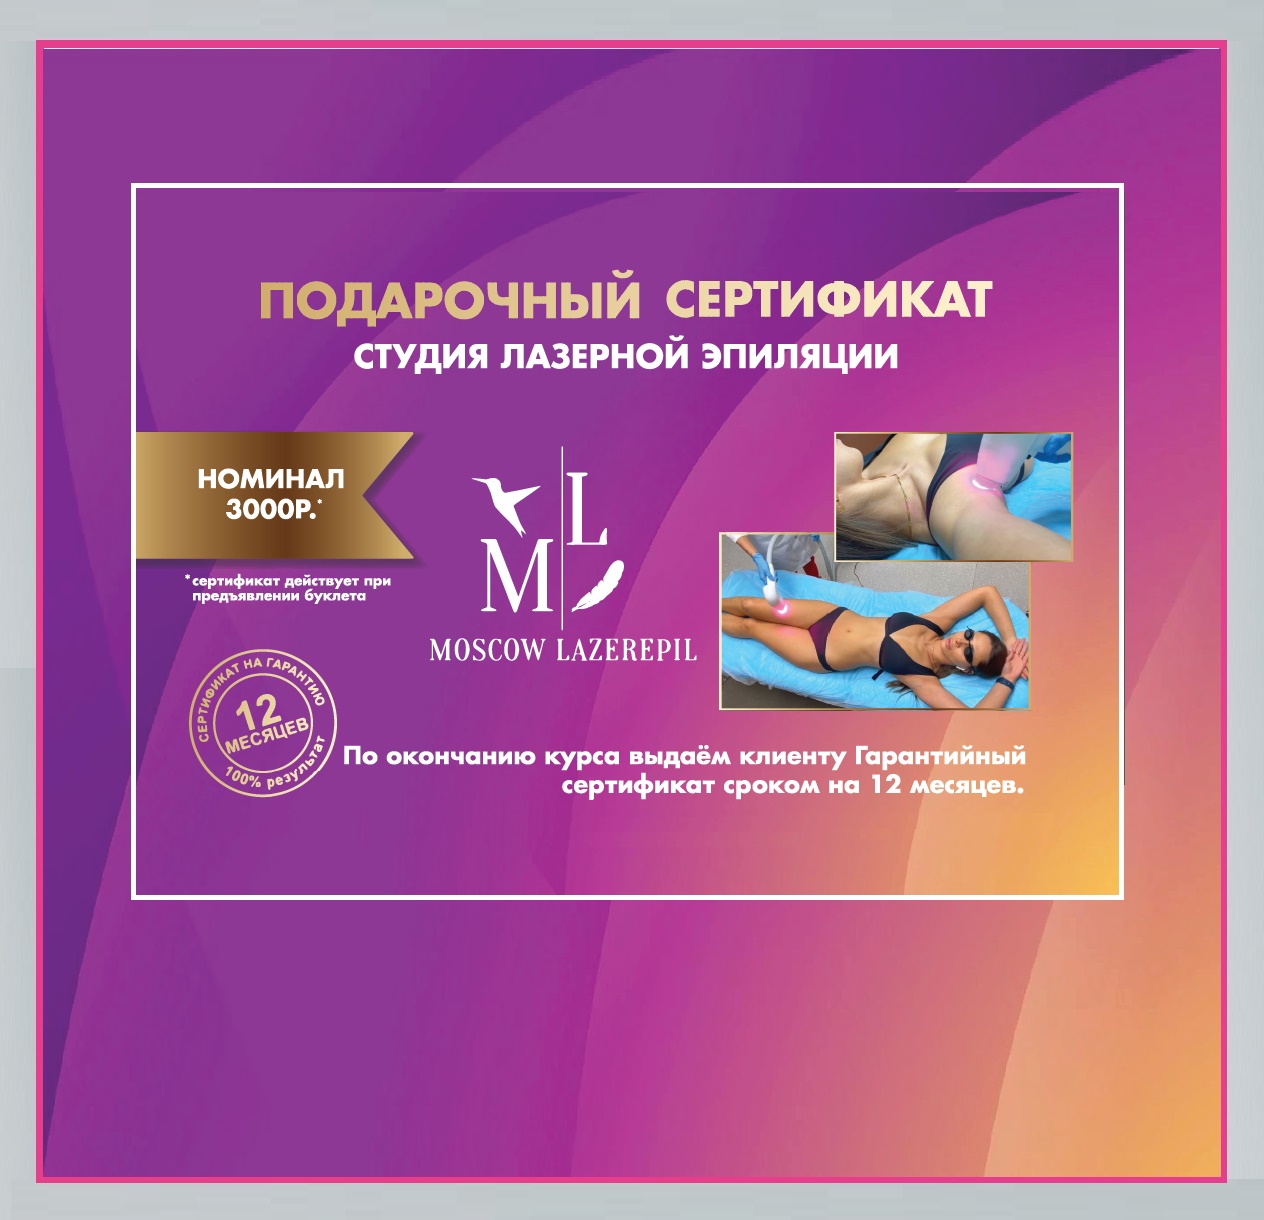 ПОДАРОЧНЫЙ СЕРТИФИКАТ
СТУДИЯ ЛАЗЕРНОЙ ЭПИЛЯЦИИ
НОМИНАЛ
3000Р.*
*сертификат действует при
предъявлении буклета
M L
MOSCOW LAZEREPIL
СЕРТИФИКАТ НА ГАРАНТИЮ
12
МЕСЯЦЕВ
100% результат
По окончанию курса выдаём клиенту Гарантийный
сертификат сроком на 12 месяцев.